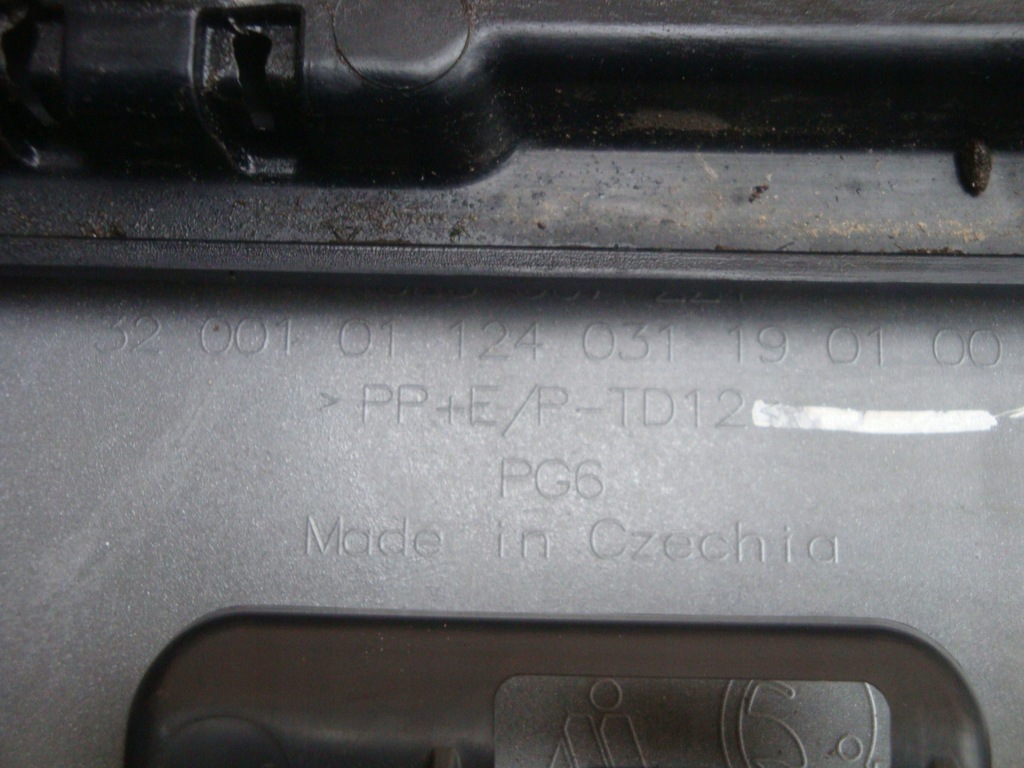 32 001 01 124 031 19 01 00
>PP+E/P-TD12
PG6
Made in Czechia